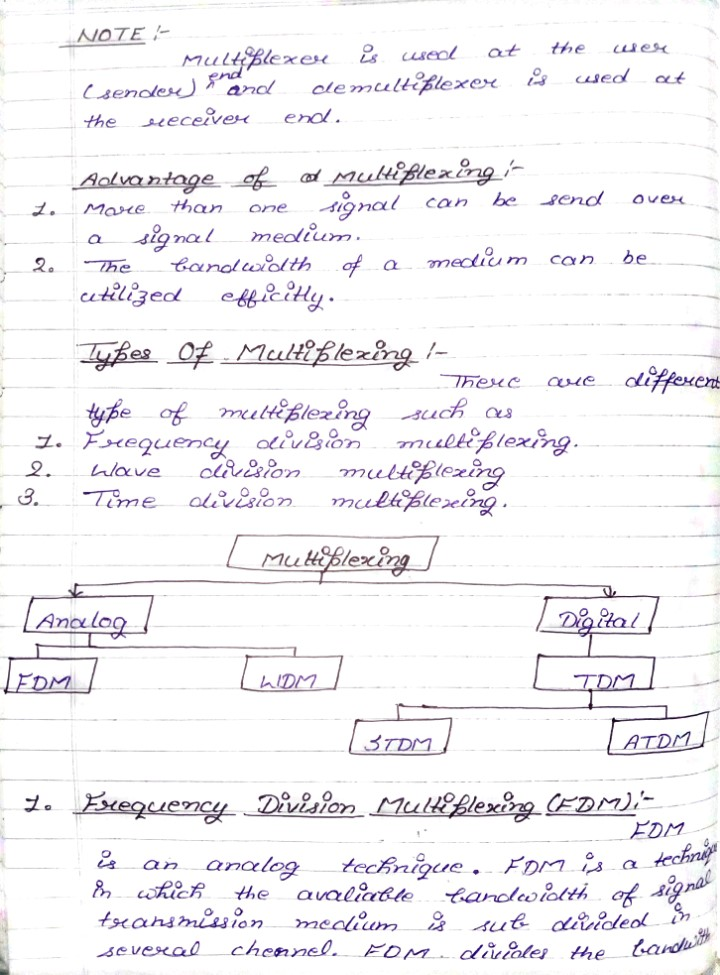 NOTE :-
Multiplexer is used at the user
(sender) end and demultiplexer is used at
the receiver end.
Advantage of Multiplexing :-
1. More than one signal can be send over
a signal medium.
2. The bandwidth of a medium can be
utilized efficitly.
Types Of Multiplexing :-
There are different
type of multiplexing such as
1. Frequency division multiplexing.
2. Wave division multiplexing
3. Time division multiplexing.
Multiplexing
Analog Digital
FDM WDM TDM
STDM ATDM
1. Frequency Division Multiplexing (FDM) :-
FDM
is an analog technique. FDM is a technique
in which the avaliable bandwidth of signal
transmission medium is sub divided in
several chennel. FDM divides the bandwith